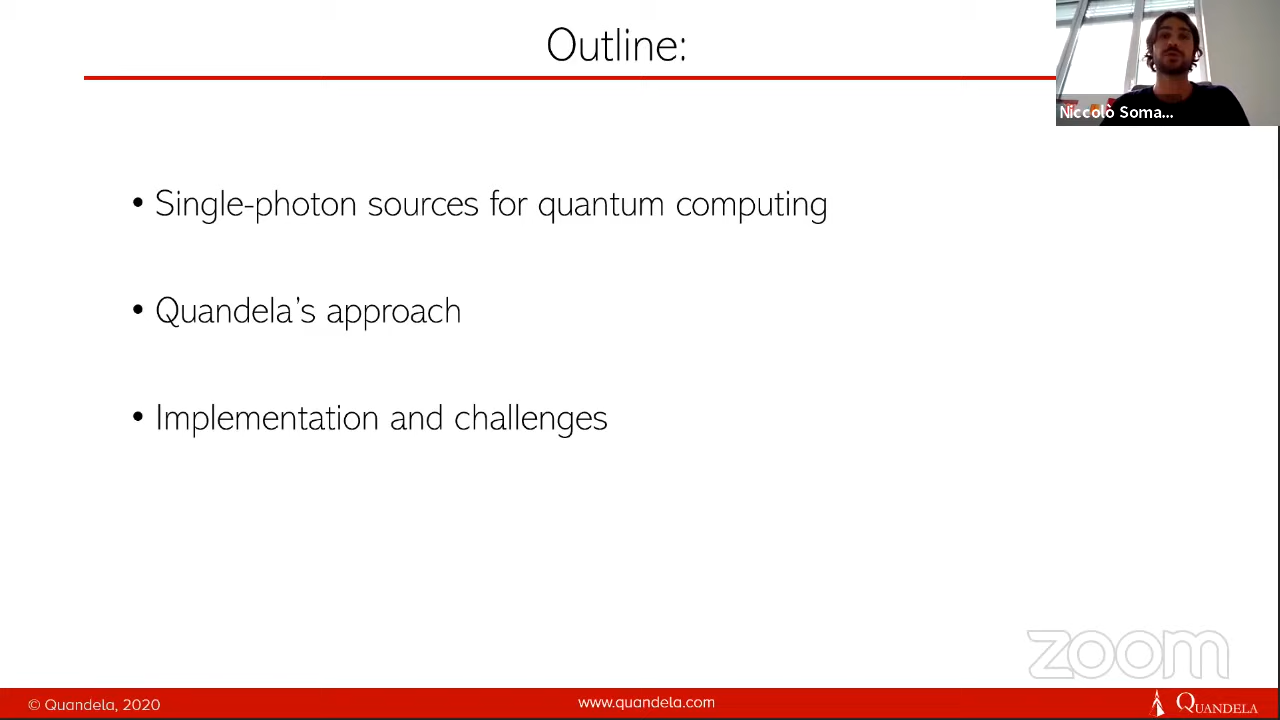 Outline:
Niccolò Soma...
• Single-photon sources for quantum computing
• Quandela’s approach
• Implementation and challenges
zoom
© Quandela, 2020
www.quandela.com
QUANDELA